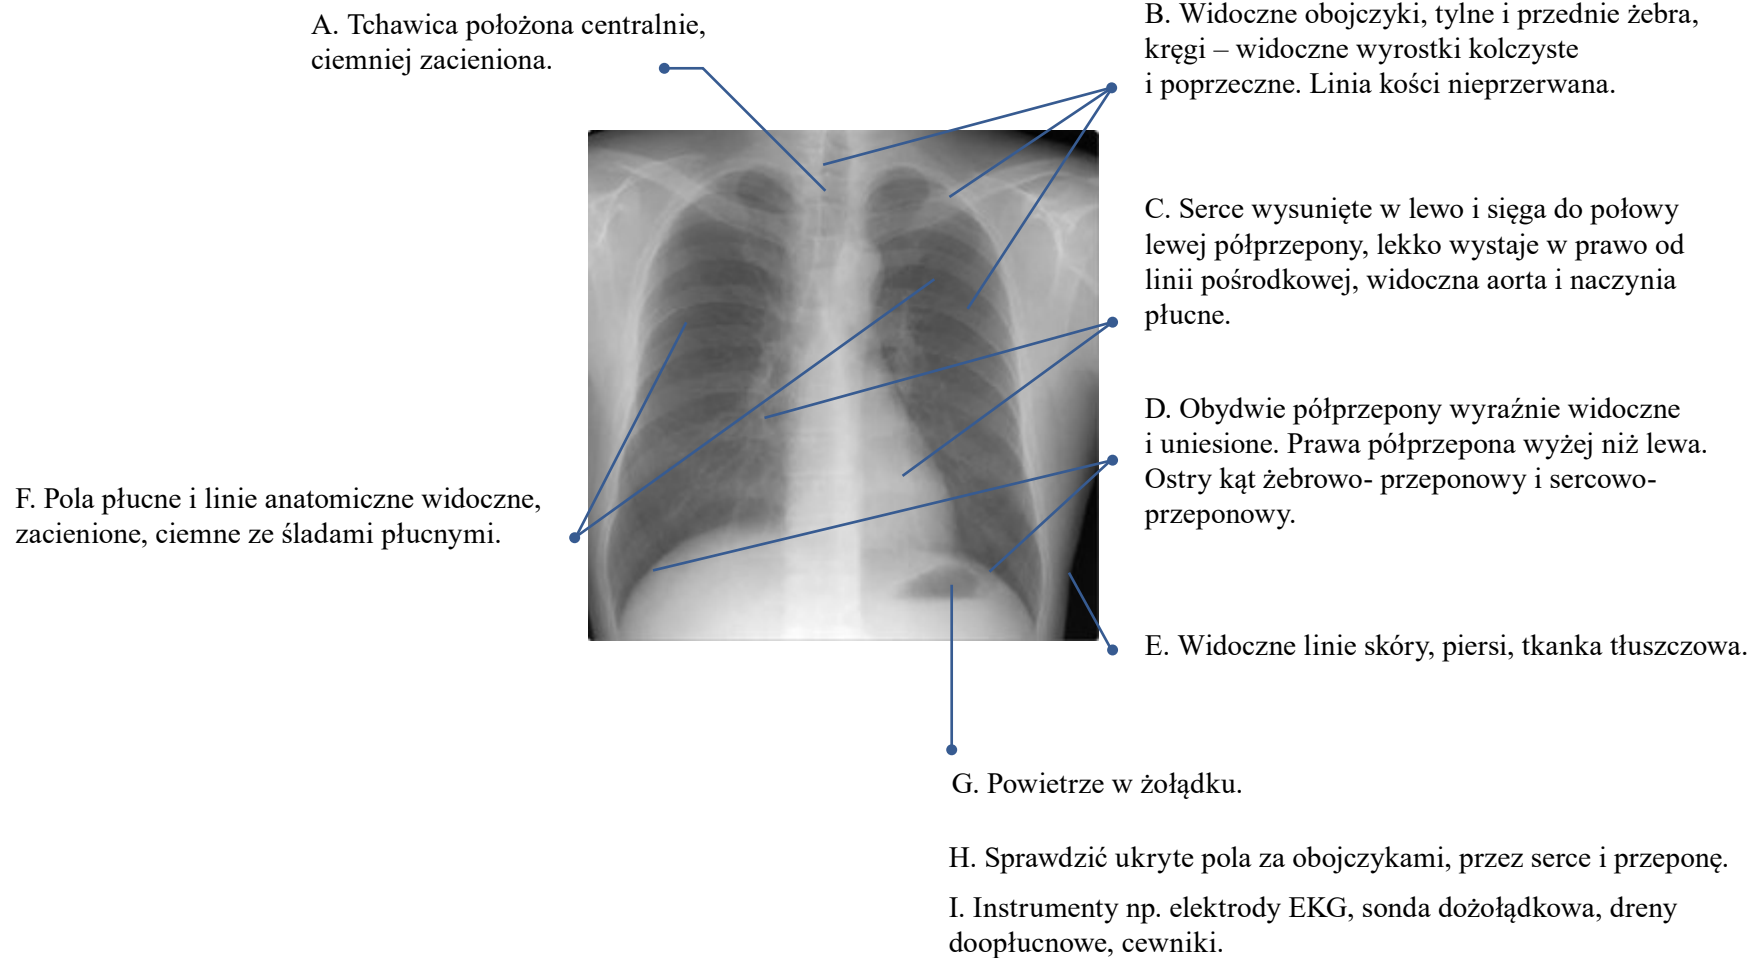 A. Tchawica położona centralnie,
ciemniej zacieniona.
B. Widoczne obojczyki, tylne i przednie żebra,
kręgi – widoczne wyrostki kolczyste
i poprzeczne. Linia kości nieprzerwana.
C. Serce wysunięte w lewo i sięga do połowy
lewej półprzepony, lekko wystaje w prawo od
linii pośrodkowej, widoczna aorta i naczynia
płucne.
D. Obydwie półprzepony wyraźnie widoczne
i uniesione. Prawa półprzepona wyżej niż lewa.
Ostry kąt żebrowo- przeponowy i sercowo-
przeponowy.
E. Widoczne linie skóry, piersi, tkanka tłuszczowa.
F. Pola płucne i linie anatomiczne widoczne,
zacienione, ciemne ze śladami płucnymi.
G. Powietrze w żołądku.
H. Sprawdzić ukryte pola za obojczykami, przez serce i przeponę.
I. Instrumenty np. elektrody EKG, sonda dożołądkowa, dreny
doopłucnowe, cewniki.